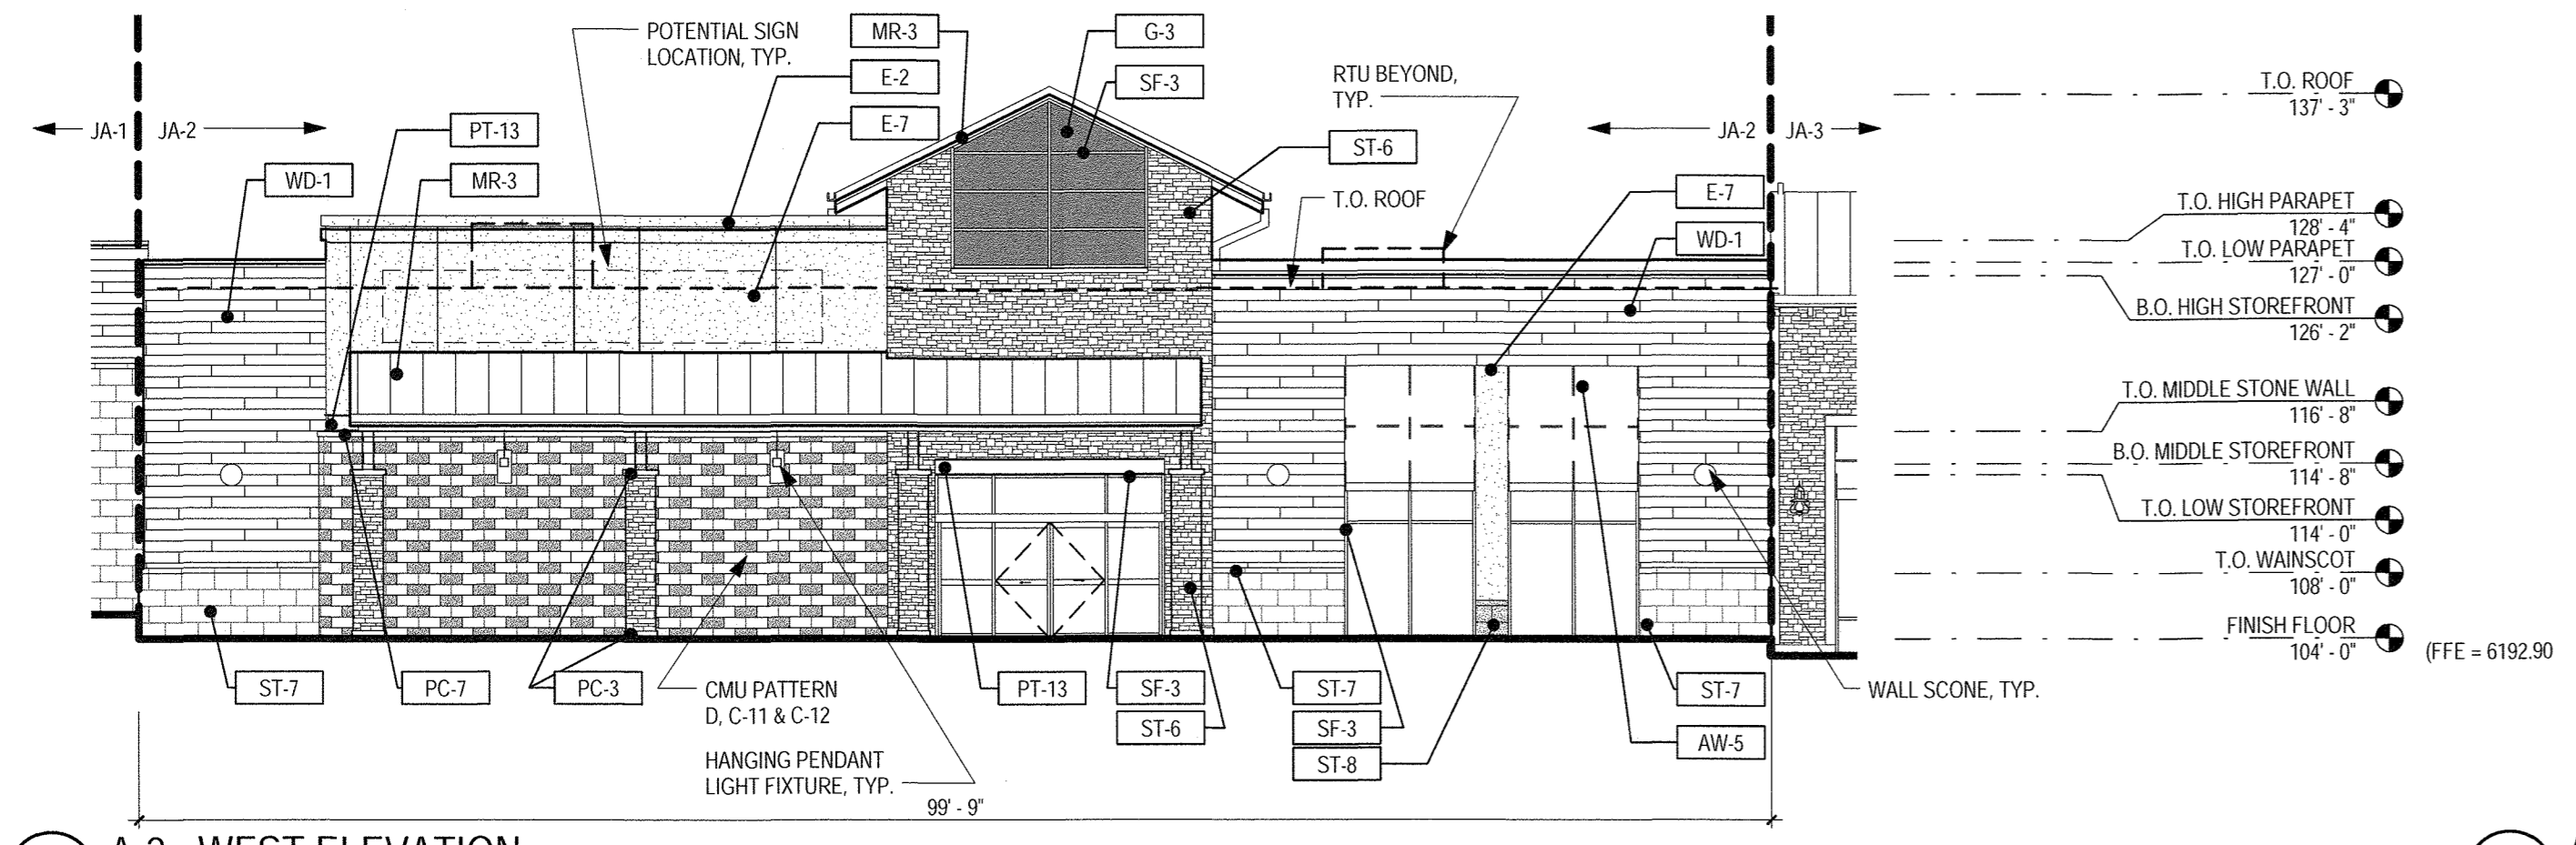 POTENTIAL SIGN
LOCATION, TYP.
MR-3
E-2
E-7
G-3
SF-3
RTU BEYOND,
TYP.
ST-6
T.O. ROOF
JA-1
JA-2
PT-13
MR-3
WD-1
E-7
WD-1
JA-2
JA-3
T.O. ROOF
137' - 3"
T.O. HIGH PARAPET
128' - 4"
T.O. LOW PARAPET
127' - 0"
B.O. HIGH STOREFRONT
126' - 2"
T.O. MIDDLE STONE WALL
116' - 8"
B.O. MIDDLE STOREFRONT
114' - 8"
T.O. LOW STOREFRONT
114' - 0"
T.O. WAINSCOT
108' - 0"
FINISH FLOOR
104' - 0"
(FFE = 6192.90
ST-7
PC-7
PC-3
CMU PATTERN
D, C-11 & C-12
HANGING PENDANT
LIGHT FIXTURE, TYP.
PT-13
SF-3
ST-6
ST-7
SF-3
ST-8
ST-7
AW-5
WALL SCONE, TYP.
99' - 9"
WEST ELEVATION